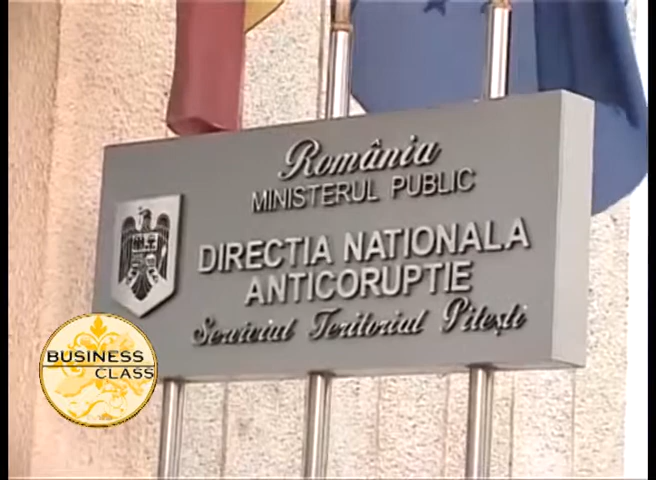 România
MINISTERUL PUBLIC
DIRECTIA NATIONALA
ANTICORUPTIE
Serviciul Teritorial Pitești
BUSINESS
CLASS